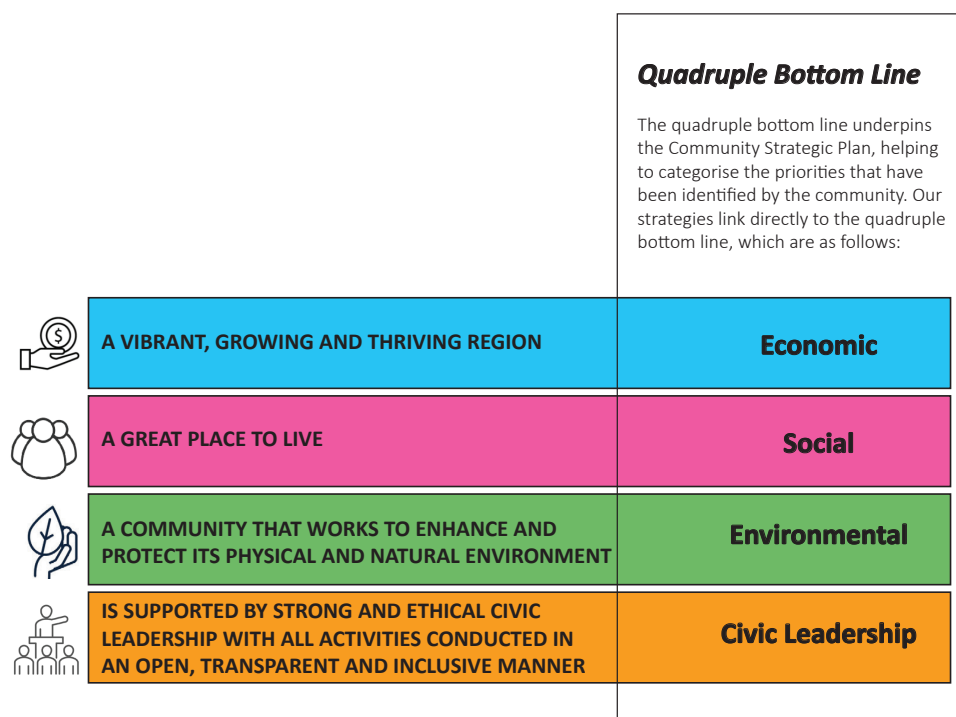 Quadruple Bottom Line
The quadruple bottom line underpins
the Community Strategic Plan, helping
to categorise the priorities that have
been identified by the community. Our
strategies link directly to the quadruple
bottom line, which are as follows:
$
A VIBRANT, GROWING AND THRIVING REGION
Economic
A GREAT PLACE TO LIVE
Social
A COMMUNITY THAT WORKS TO ENHANCE AND
PROTECT ITS PHYSICAL AND NATURAL ENVIRONMENT
Environmental
IS SUPPORTED BY STRONG AND ETHICAL CIVIC
LEADERSHIP WITH ALL ACTIVITIES CONDUCTED IN
AN OPEN, TRANSPARENT AND INCLUSIVE MANNER
Civic Leadership